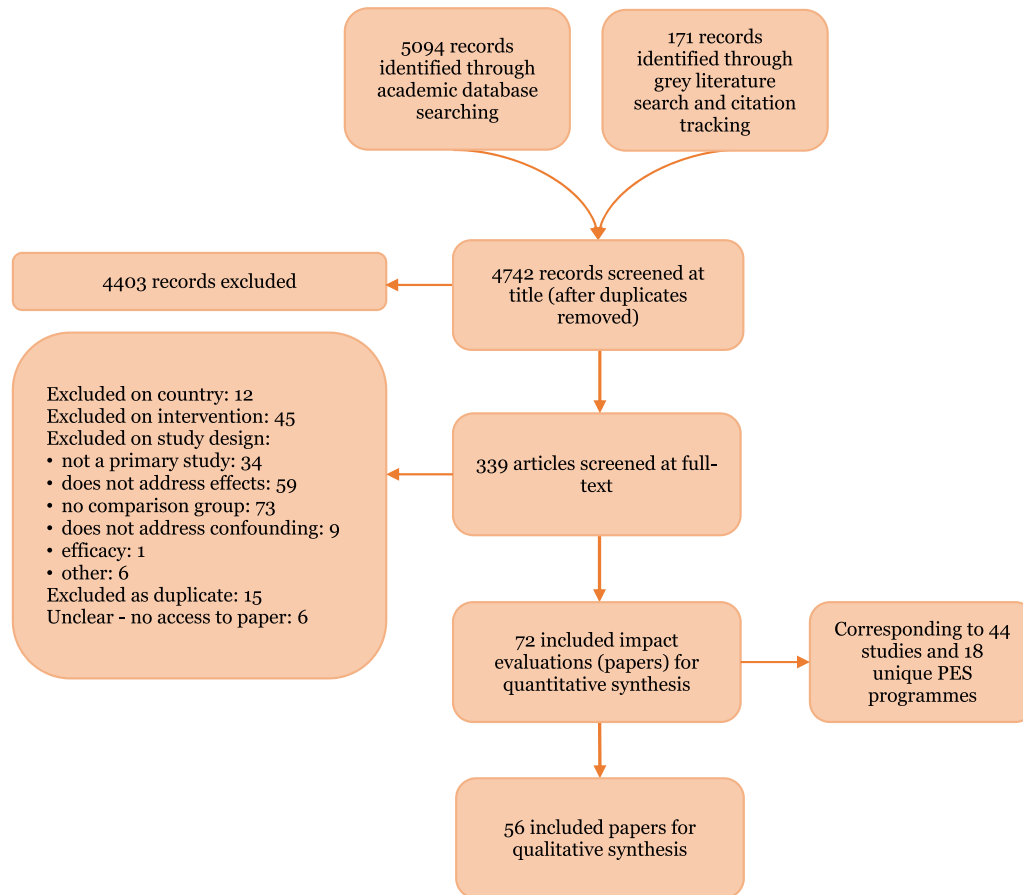 5094 records
identified through
academic database
searching
171 records
identified through
grey literature
search and citation
tracking
4403 records excluded
4742 records screened at
title (after duplicates
removed)
Excluded on country: 12
Excluded on intervention: 45
Excluded on study design:
• not a primary study: 34
• does not address effects: 59
• no comparison group: 73
• does not address confounding: 9
• efficacy: 1
• other: 6
Excluded as duplicate: 15
Unclear - no access to paper: 6
339 articles screened at full-
text
72 included impact
evaluations (papers) for
quantitative synthesis
Corresponding to 44
studies and 18
unique PES
programmes
56 included papers for
qualitative synthesis